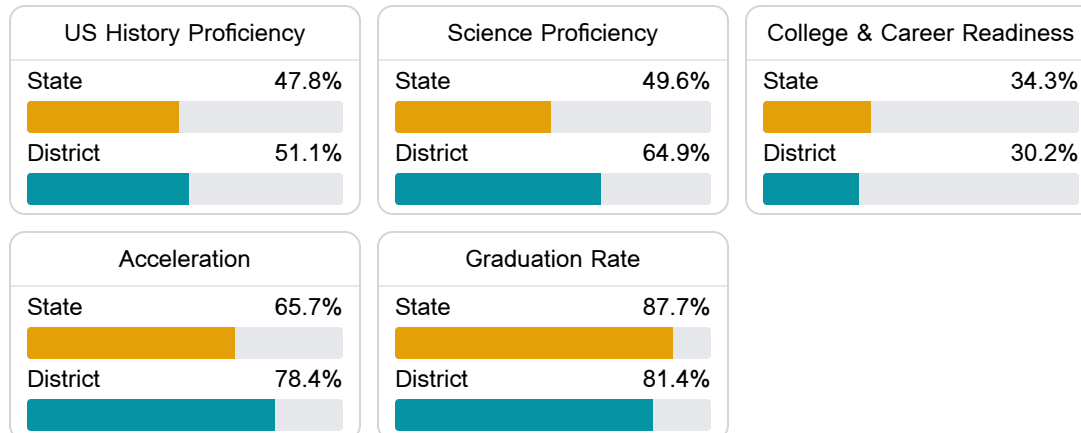 US History Proficiency
State 47.8%
District 51.1%
Science Proficiency
State 49.6%
District 64.9%
College & Career Readiness
State 34.3%
District 30.2%
Acceleration
State 65.7%
District 78.4%
Graduation Rate
State 87.7%
District 81.4%